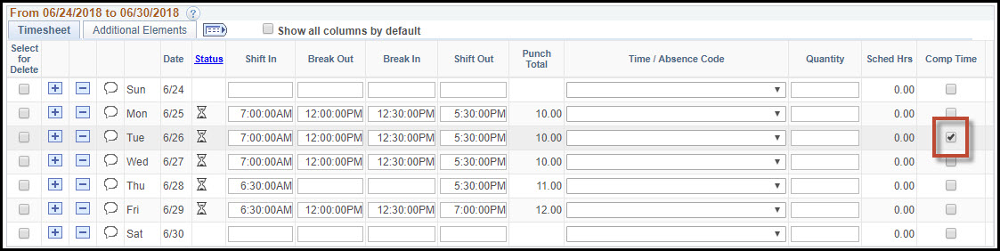 From 06/24/2018 to 06/30/2018 ?
Timesheet Additional Elements Show all columns by default
Select for Delete Date Status Shift In Break Out Break In Shift Out Punch Total Time / Absence Code Quantity Sched Hrs Comp Time
Sun 6/24 0.00
Mon 6/25 7:00:00AM 12:00:00PM 12:30:00PM 5:30:00PM 10.00 0.00
Tue 6/26 7:00:00AM 12:00:00PM 12:30:00PM 5:30:00PM 10.00 0.00
Wed 6/27 7:00:00AM 12:00:00PM 12:30:00PM 5:30:00PM 10.00 0.00
Thu 6/28 6:30:00AM 5:30:00PM 11.00 0.00
Fri 6/29 6:30:00AM 12:00:00PM 12:30:00PM 7:00:00PM 12.00 0.00
Sat 6/30 0.00